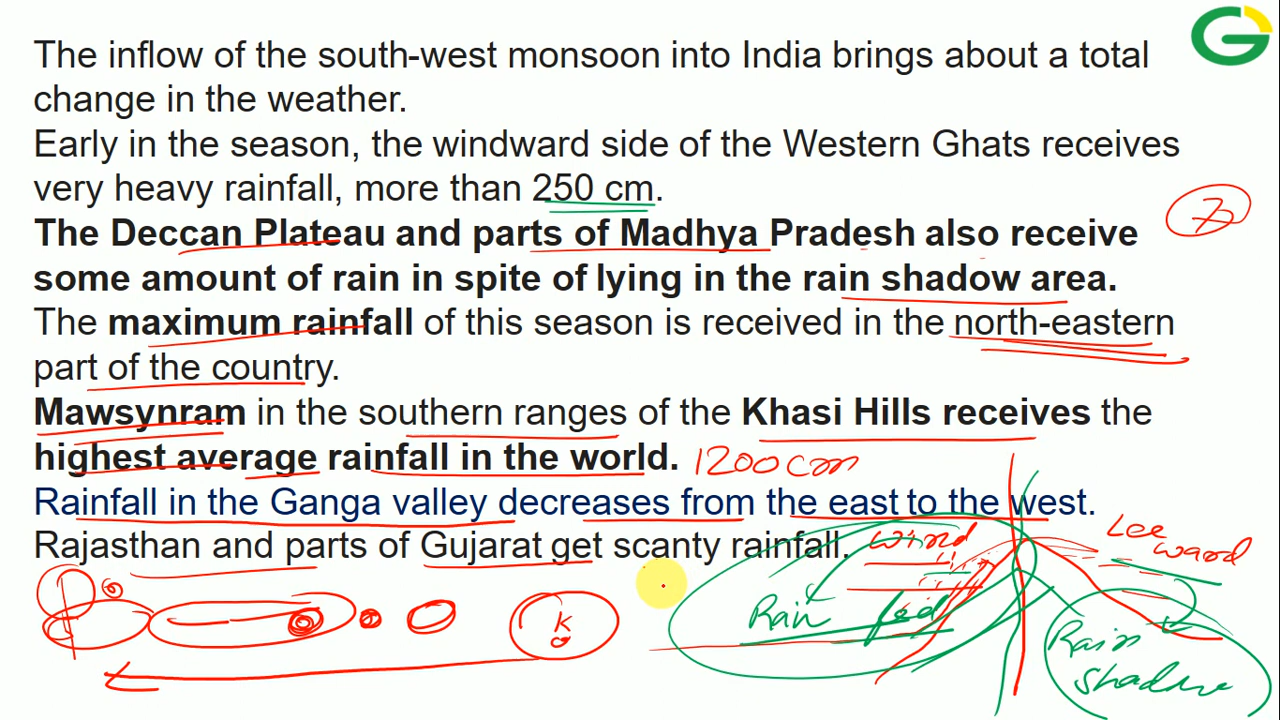 The inflow of the south-west monsoon into India brings about a total
change in the weather.
Early in the season, the windward side of the Western Ghats receives
very heavy rainfall, more than 250 cm.
The Deccan Plateau and parts of Madhya Pradesh also receive
some amount of rain in spite of lying in the rain shadow area.
The maximum rainfall of this season is received in the north-eastern
part of the country.
Mawsynram in the southern ranges of the Khasi Hills receives the
highest average rainfall in the world. 1200 cm
Rainfall in the Ganga valley decreases from the east to the west.
Rajasthan and parts of Gujarat get scanty rainfall.
wind
Lee
ward
K
Rain fed
Rain
shadow